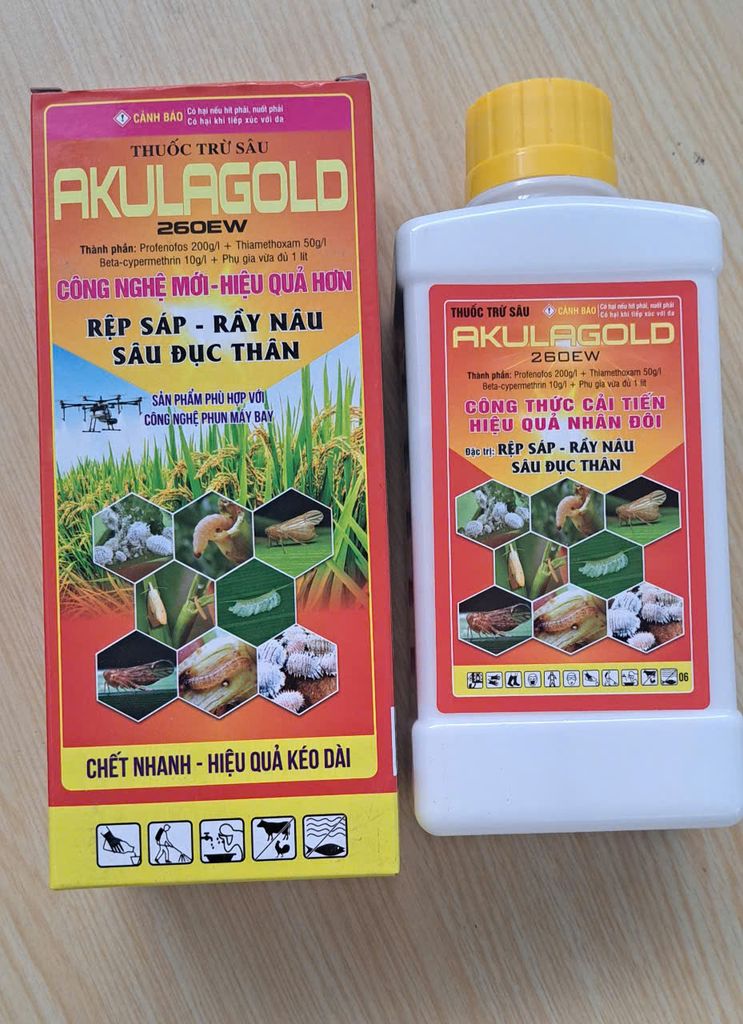 CẢNH BÁO
Có hại nếu hít phải, nuốt phải
Có hại khi tiếp xúc với da
THUỐC TRỪ SÂU
AKULAGOLD
260EW
Thành phần: Profenofos 200g/l + Thiamethoxam 50g/l
Beta-cypermethrin 10g/l + Phụ gia vừa đủ 1 lít
CÔNG NGHỆ MỚI - HIỆU QUẢ HƠN
RỆP SÁP - RẦY NÂU
SÂU ĐỤC THÂN
SẢN PHẨM PHÙ HỢP VỚI
CÔNG NGHỆ PHUN MÁY BAY
CHẾT NHANH - HIỆU QUẢ KÉO DÀI
THUỐC TRỪ SÂU
CẢNH BÁO
Có hại nếu hít phải, nuốt phải
Có hại khi tiếp xúc với da
AKULAGOLD
260EW
Thành phần: Profenofos 200g/l + Thiamethoxam 50g/l
Beta-cypermethrin 10g/l + Phụ gia vừa đủ 1 lít
CÔNG THỨC CẢI TIẾN
HIỆU QUẢ NHÂN ĐÔI
Đặc trị: RỆP SÁP - RẦY NÂU
SÂU ĐỤC THÂN
06